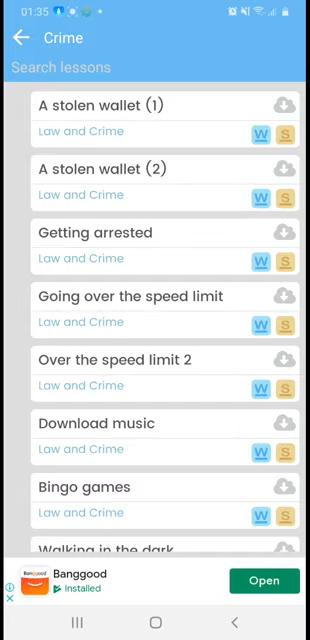 01:35
Crime
Search lessons
A stolen wallet (1)
Law and Crime
W S
A stolen wallet (2)
Law and Crime
W S
Getting arrested
Law and Crime
W S
Going over the speed limit
Law and Crime
W S
Over the speed limit 2
Law and Crime
W S
Download music
Law and Crime
W S
Bingo games
Law and Crime
W S
Walking in the dark
Banggood
Banggood
Installed
Open